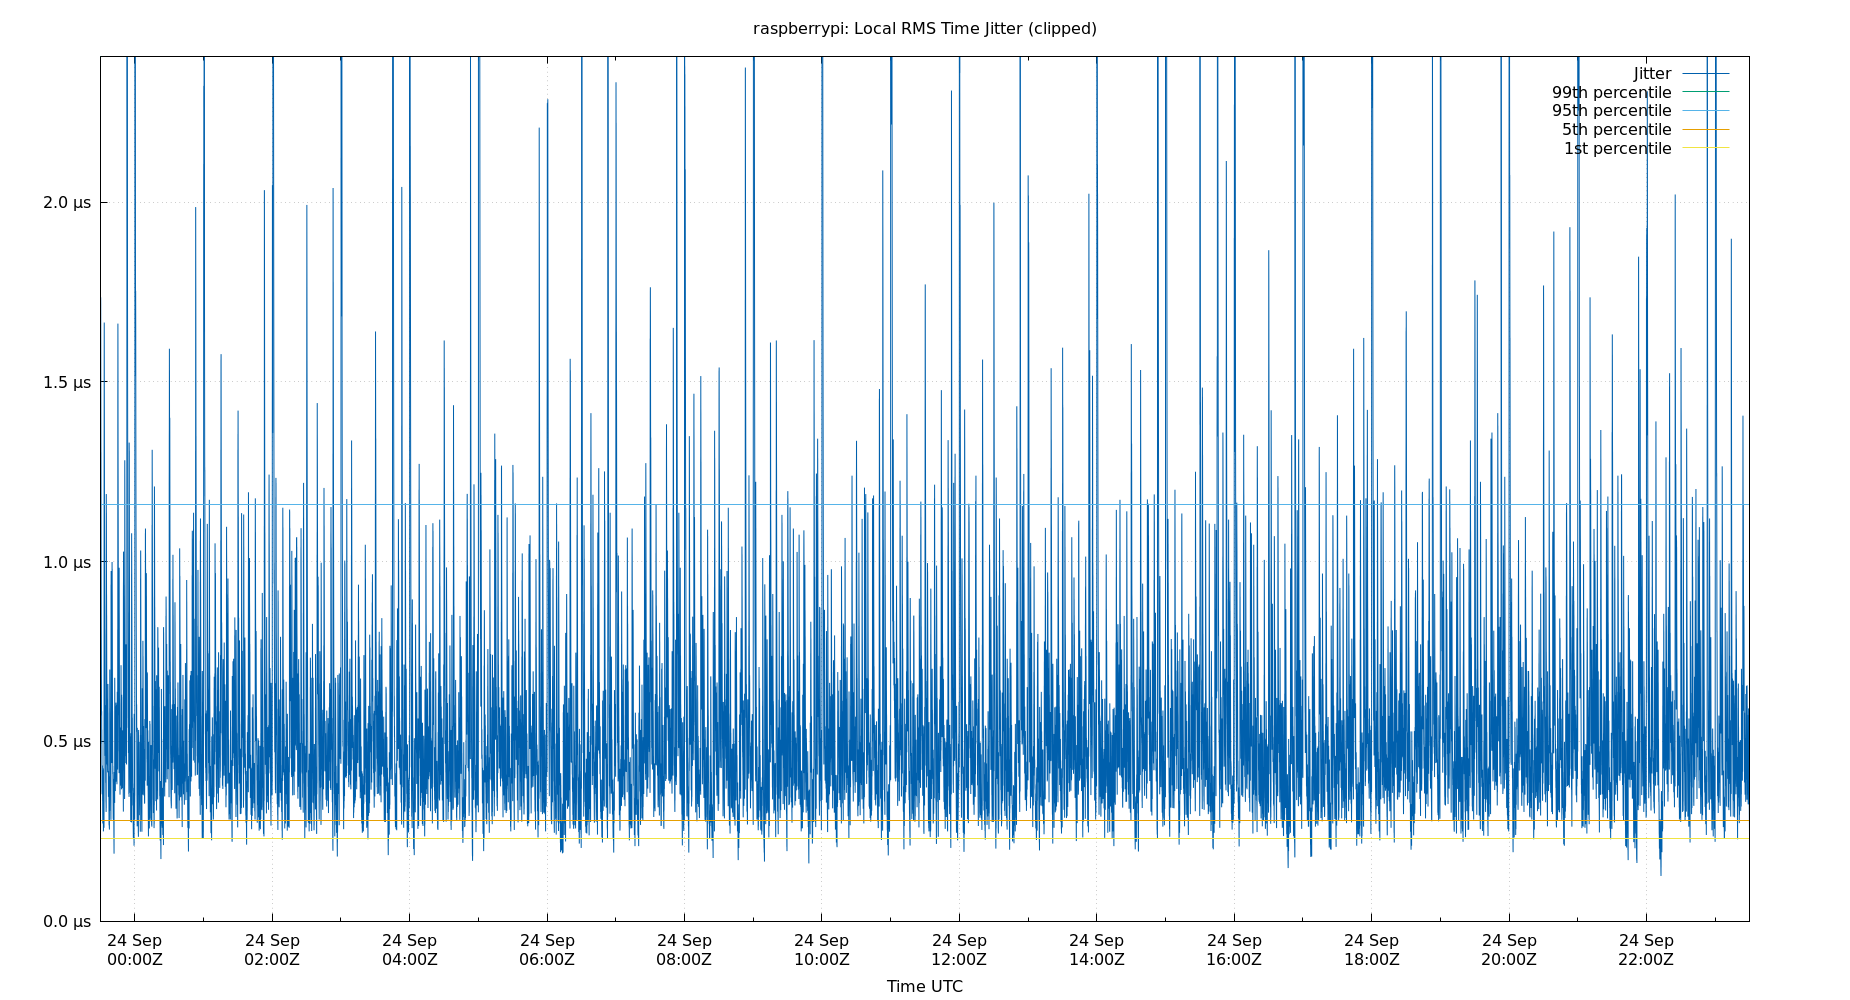 raspberrypi: Local RMS Time Jitter (clipped)
Jitter
99th percentile
95th percentile
5th percentile
1st percentile
2.0 µs
1.5 µs
1.0 µs
0.5 µs
0.0 µs
24 Sep 24 Sep 24 Sep 24 Sep 24 Sep 24 Sep 24 Sep 24 Sep 24 Sep 24 Sep 24 Sep 24 Sep
00:00Z 02:00Z 04:00Z 06:00Z 08:00Z 10:00Z 12:00Z 14:00Z 16:00Z 18:00Z 20:00Z 22:00Z
Time UTC